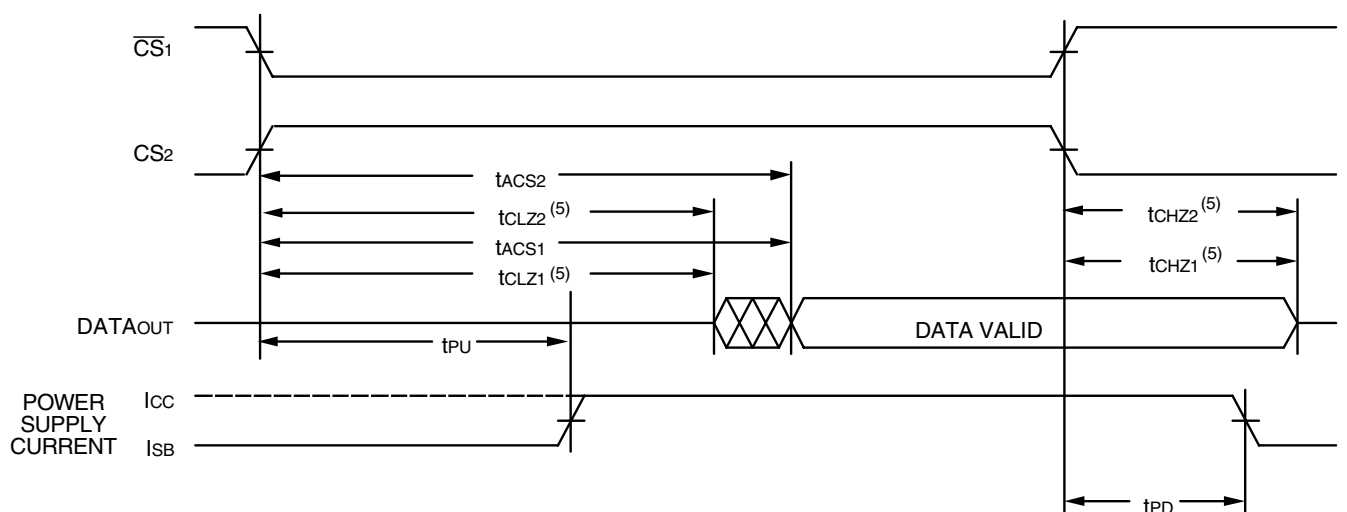 CS1
CS2
tACS2
tCLZ2 (5)
tCHZ2 (5)
tACS1
tCLZ1 (5)
tCHZ1 (5)
DATAOUT
DATA VALID
tPU
POWER
SUPPLY
CURRENT
ICC
ISB
tPD